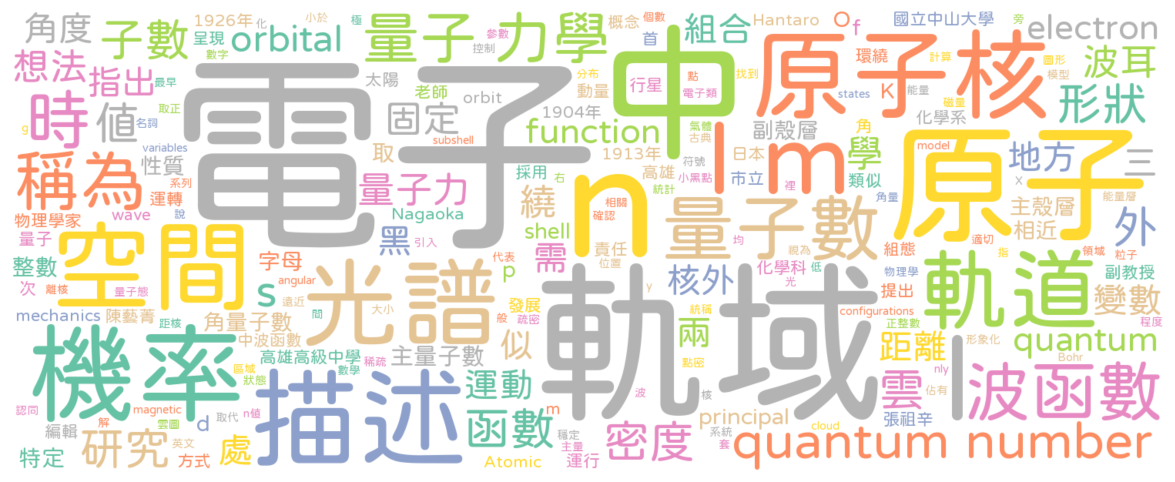 電子
軌域
原子
原子核
中
n
l
m
空間
機率
描述
光譜
軌道
波函數
量子數
量子力學
quantum number
稱為
時
值
角度
子數
1926年
呈現
orbital
想法
指出
最早
數字
化
小於
極
個數
參數
控制
概念
首
組合
Hantaro
Of
國立中山大學
electron
波耳
環繞
K
能量
計算
圖形
模型
旁
找到
形狀
分布
動量
行星
點
電子類
太陽
老師
orbit
固定
1904年
function
氣體
古典
副殼層
化學系
states
磁量
取正
名詞
g
variables
subshell
性質
取
量子力
採用
右
統計
1913年
高雄
符號
小黑點
日本
市立
裡
角
學
類似
model
x
地方
三
能量層
角量
運轉
系列
物理學家
wave
說
Nagaoka
繞
shell
相關
確認
主殼層
相近
外
組態
適切
粒子
領域
量子
引入
黑
需
責任
位置
均
視為
化學科
低
光
物理學
指
副教授
整數
字母
代表
p
核外
提出
變數
次
離核
量子態
angular
s
遠近
間
大小
發展
般
疏密
y
統稱
configurations
正整數
程度
mechanics
陳藝菁
角量子數
距核
中波函數
似
兩
點密
距離
形象化
Bohr
quantum
高雄高級中學
主量子數
稀疏
數學
區域
狀態
運動
雲
nly
佔有
認同
magnetic
解
n值
取代
d
函數
m
波
核
principal
張祖辛
l
編輯
雲圖
研究
處
英文
Atomic
穩定
主量
運行
密度
系統
套
cloud
特定
方式